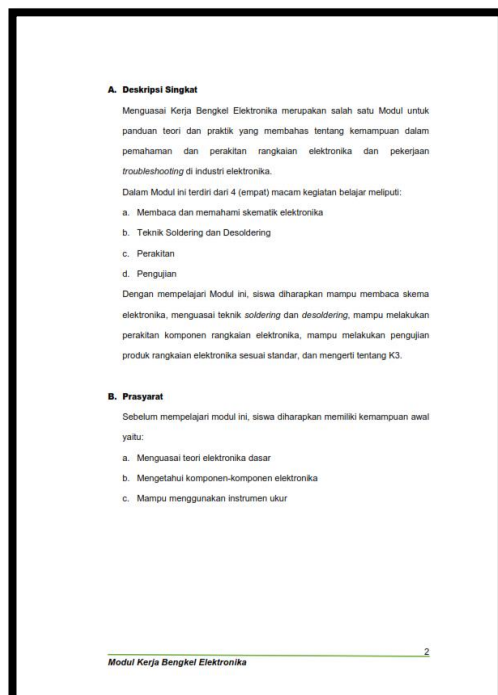 A. Deskripsi Singkat
Menguasai Kerja Bengkel Elektronika merupakan salah satu Modul untuk
panduan teori dan praktik yang membahas tentang kemampuan dalam
pemahaman dan perakitan rangkaian elektronika dan pekerjaan
troubleshooting di industri elektronika.
Dalam Modul ini terdiri dari 4 (empat) macam kegiatan belajar meliputi:
a. Membaca dan memahami skematik elektronika
b. Teknik Soldering dan Desoldering
c. Perakitan
d. Pengujian
Dengan mempelajari Modul ini, siswa diharapkan mampu membaca skema
elektronika, menguasai teknik soldering dan desoldering, mampu melakukan
perakitan komponen rangkaian elektronika, mampu melakukan pengujian
produk rangkaian elektronika sesuai standar, dan mengerti tentang K3.
B. Prasyarat
Sebelum mempelajari modul ini, siswa diharapkan memiliki kemampuan awal
yaitu:
a. Menguasai teori elektronika dasar
b. Mengetahui komponen-komponen elektronika
c. Mampu menggunakan instrumen ukur
2
Modul Kerja Bengkel Elektronika